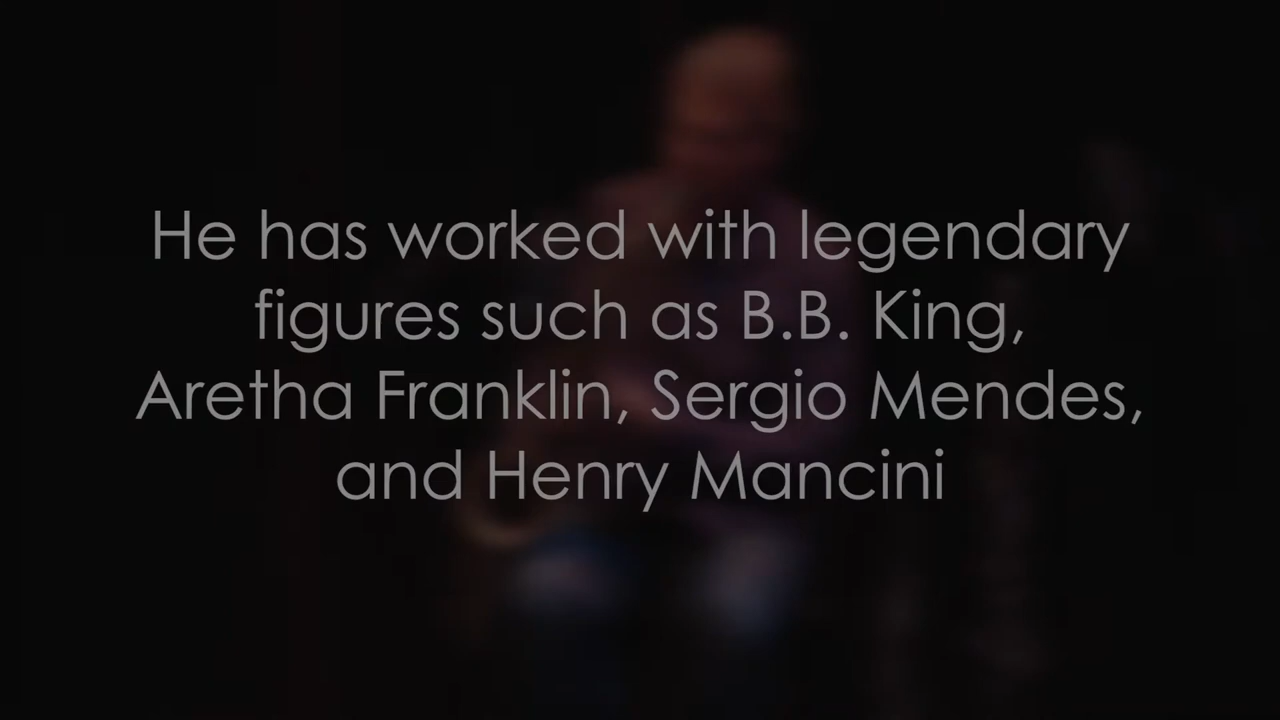 He has worked with legendary
figures such as B.B. King,
Aretha Franklin, Sergio Mendes,
and Henry Mancini